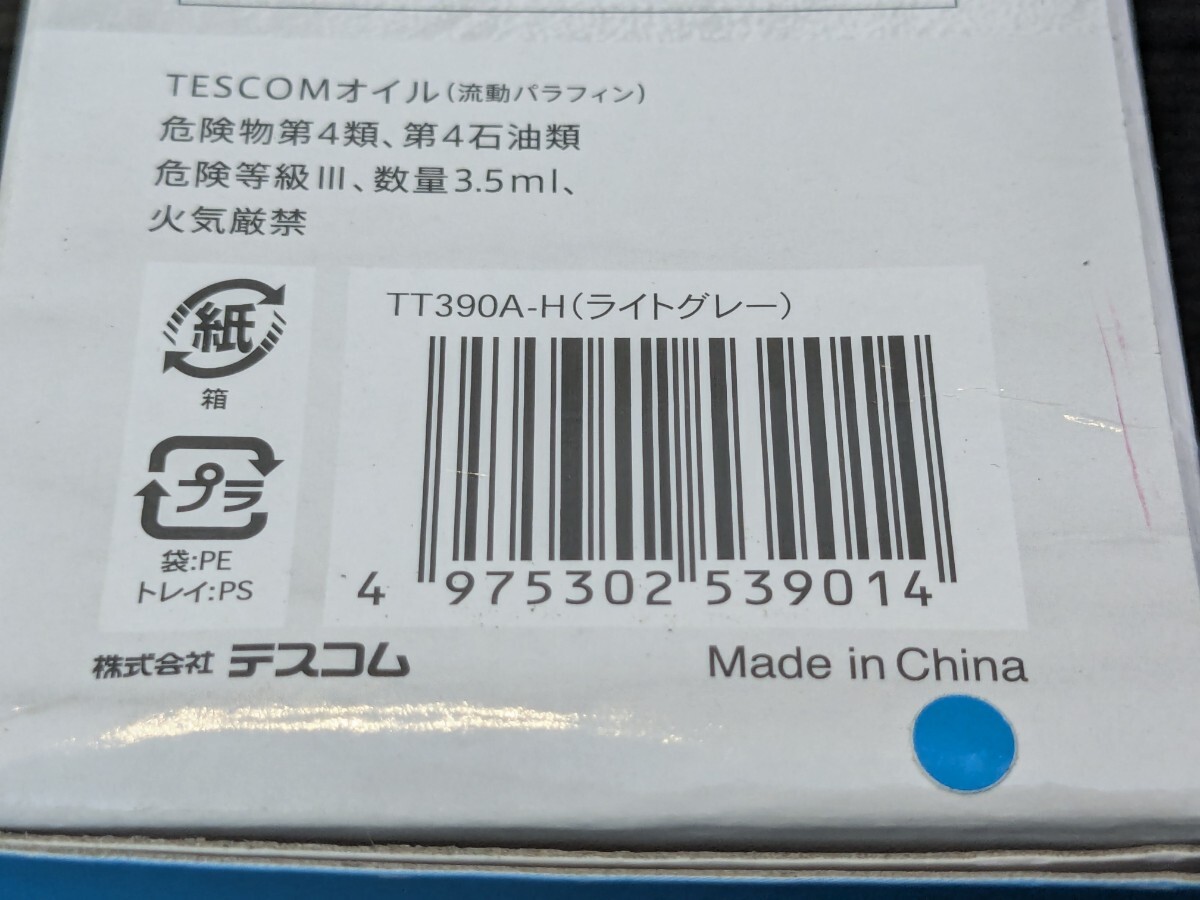 TESCOMオイル(流動パラフィン)
危険物第4類、第4石油類
危険等級III、数量3.5ml、
火気厳禁
紙
箱
プラ
袋:PE
トレイ:PS
TT390A-H(ライトグレー)
4 975302 539014
株式会社 テスコム
Made in China